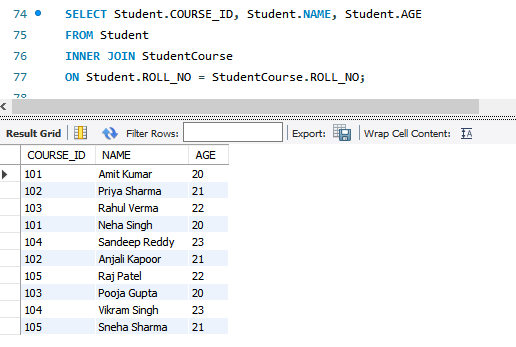 74 SELECT Student.COURSE_ID, Student.NAME, Student.AGE
75 FROM Student
76 INNER JOIN StudentCourse
77 ON Student.ROLL_NO = StudentCourse.ROLL_NO;
78
Result Grid Filter Rows: Export: Wrap Cell Content: IA
COURSE_ID NAME AGE
101 Amit Kumar 20
102 Priya Sharma 21
103 Rahul Verma 22
101 Neha Singh 20
104 Sandeep Reddy 23
102 Anjali Kapoor 21
105 Raj Patel 22
103 Pooja Gupta 20
104 Vikram Singh 23
105 Sneha Sharma 21